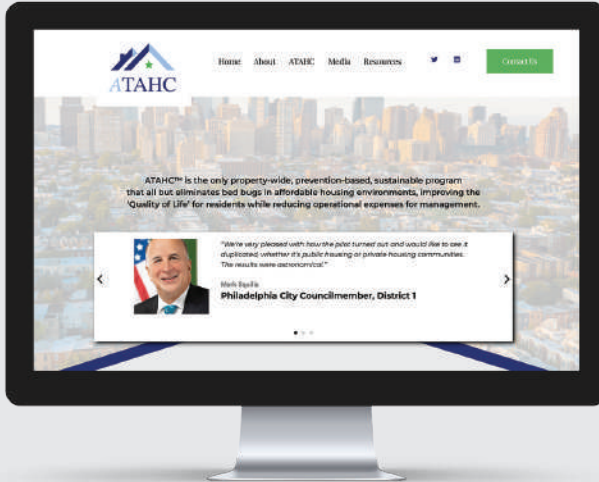 ATAHC
Home About ATAHC Media Resources
Contact Us
ATAHC™ is the only property-wide, prevention-based, sustainable program
that all but eliminates bed bugs in affordable housing environments, improving the
'Quality of Life' for residents while reducing operational expenses for management.
"We're very pleased with how the pilot turned out and would like to see it
duplicated, whether it's public housing or private housing communities.
The results were astronomical."
Mark Squilla
Philadelphia City Councilmember, District 1